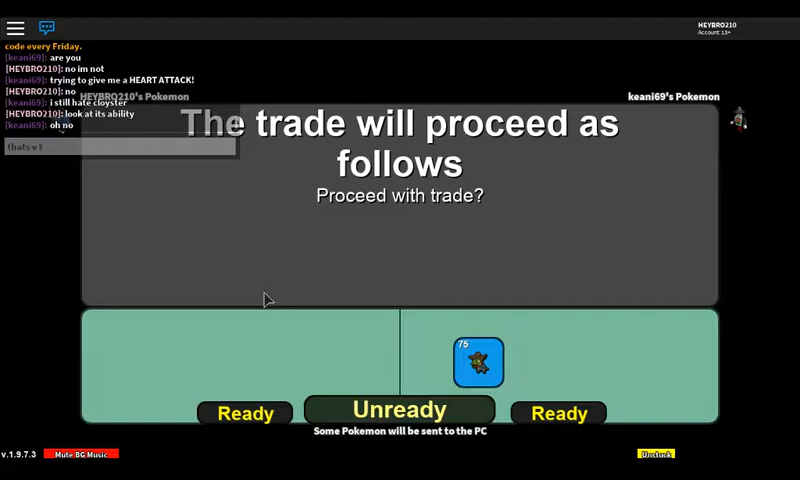 HEYBRO210
Account: 13+
code every Friday.
[keani69]: are you
[HEYBRO210]: no im not
[keani69]: trying to give me a HEART ATTACK!
[HEYBRO210]: no
[keani69]: i still hate cloyster
[HEYBRO210]: look at its ability
[keani69]: oh no
thats w
HEYBRO210's Pokemon
keani69's Pokemon
The trade will proceed as
follows
Proceed with trade?
75
Ready
Unready
Ready
Some Pokemon will be sent to the PC
v.1.9.7.3
Mute BG Music
Unstuck